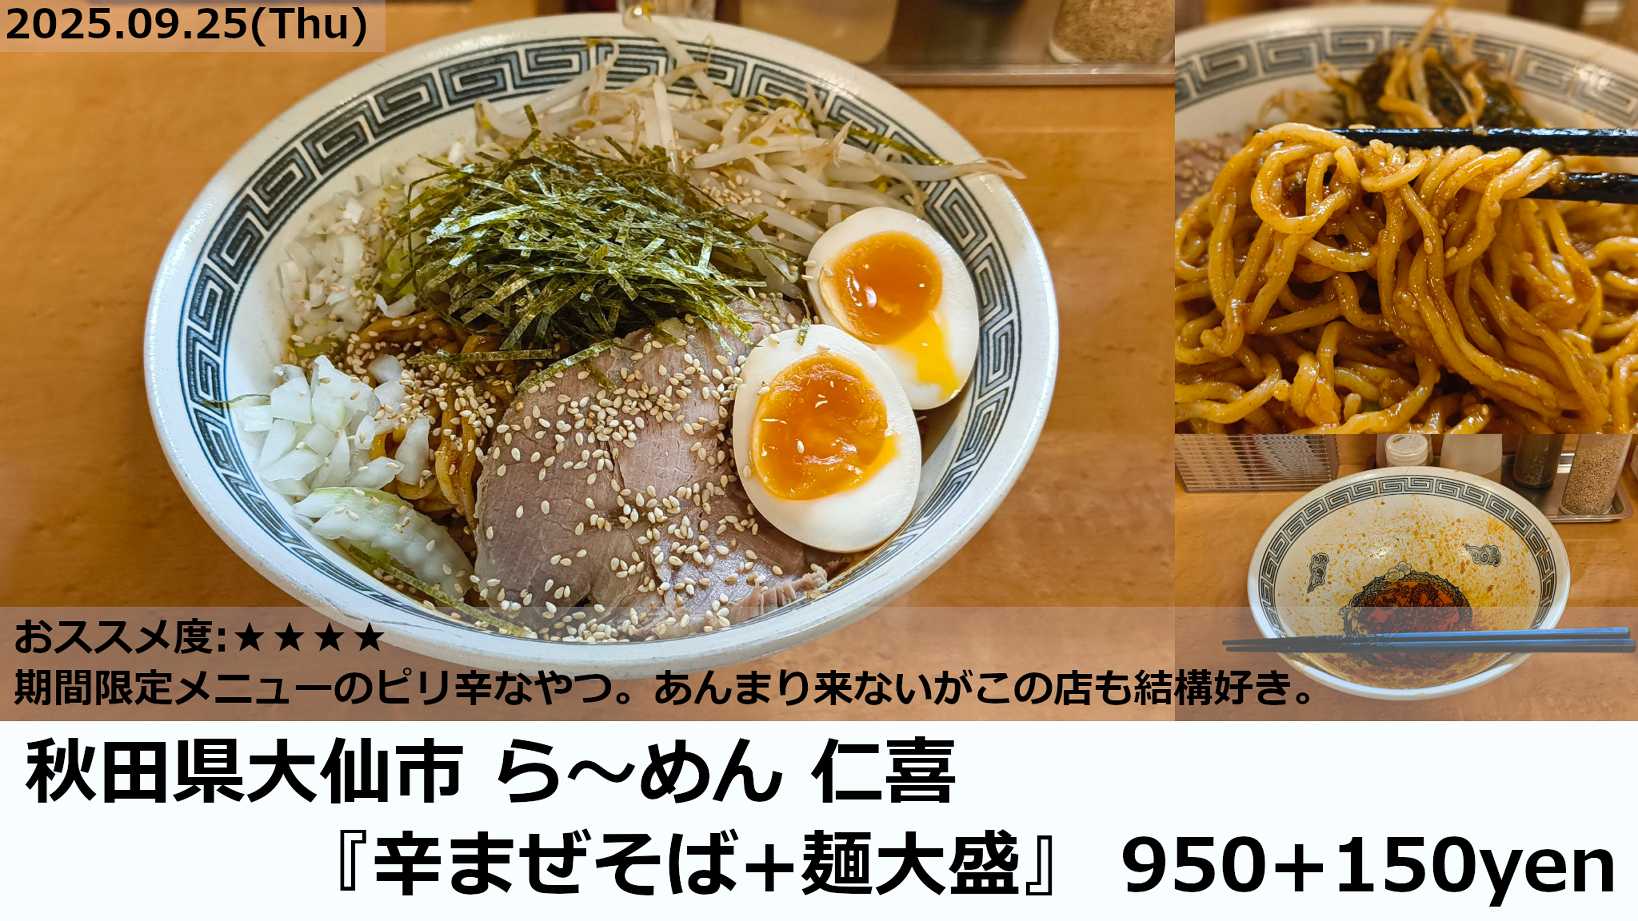 2025.09.25(Thu)
おススメ度:★★★★
期間限定メニューのピリ辛なやつ。あんまり来ないがこの店も結構好き。
秋田県大仙市 ら～めん 仁喜
『辛まぜそば+麺大盛』 950+150yen